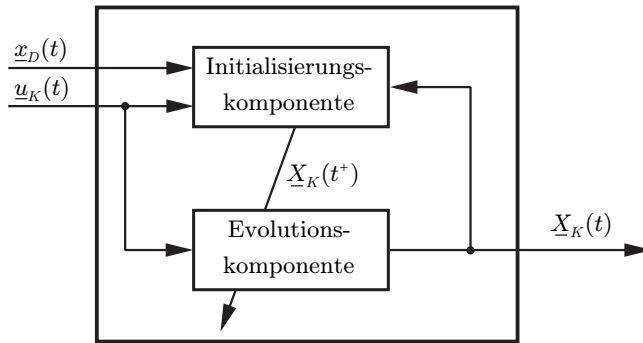 x_D(t)
Initialisierungs-
u_K(t)
komponente
X_K(t⁺)
Evolutions-
X_K(t)
komponente